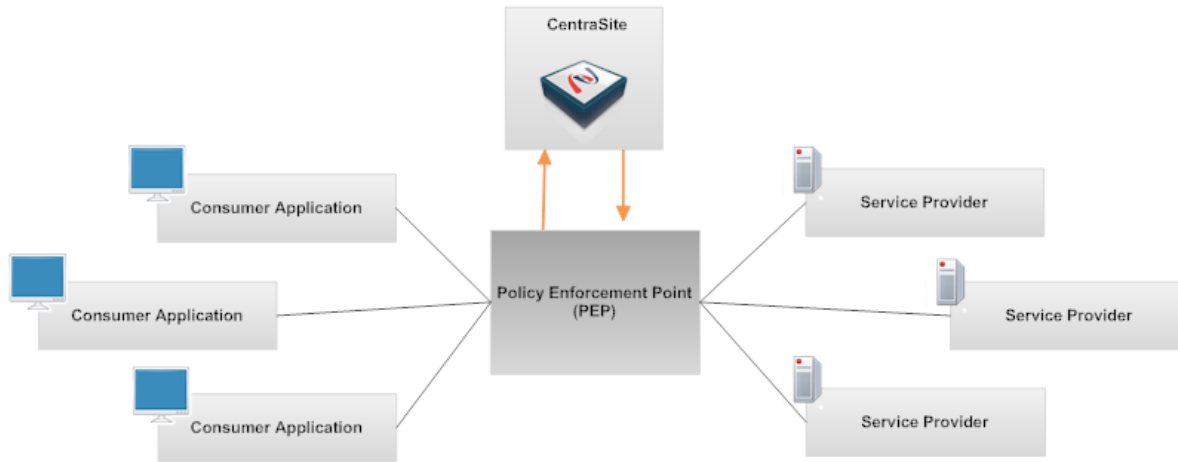 CentraSite
Consumer Application
Service Provider
Policy Enforcement Point
(PEP)
Consumer Application
Service Provider
Consumer Application
Service Provider